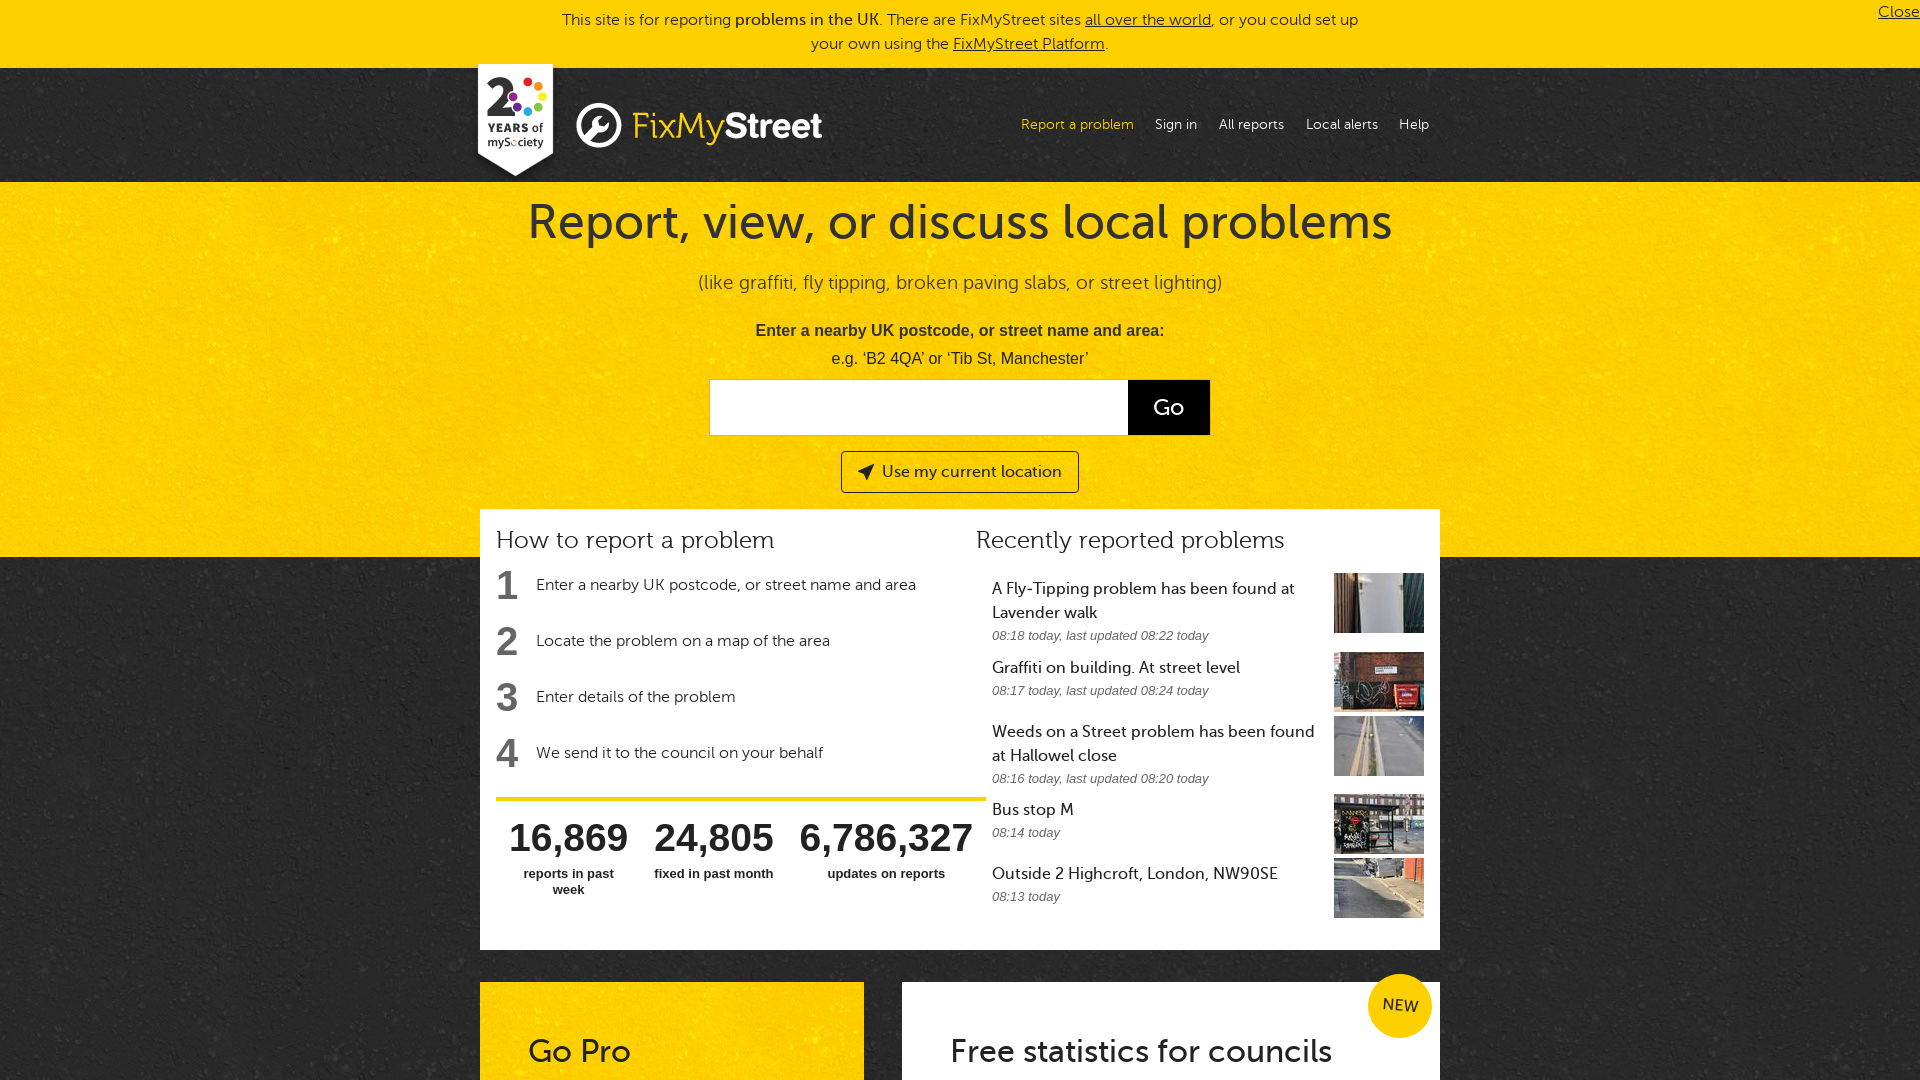 This site is for reporting problems in the UK. There are FixMyStreet sites all over the world, or you could set up
your own using the FixMyStreet Platform.
Close
20
YEARS of
mySociety
FixMyStreet
Report a problem
Sign in
All reports
Local alerts
Help
Report, view, or discuss local problems
(like graffiti, fly tipping, broken paving slabs, or street lighting)
Enter a nearby UK postcode, or street name and area:
e.g. ‘B2 4QA’ or ‘Tib St, Manchester’
Go
Use my current location
How to report a problem
1 Enter a nearby UK postcode, or street name and area
2 Locate the problem on a map of the area
3 Enter details of the problem
4 We send it to the council on your behalf
16,869
reports in past
week
24,805
fixed in past month
6,786,327
updates on reports
Recently reported problems
A Fly-Tipping problem has been found at
Lavender walk
08:18 today, last updated 08:22 today
Graffiti on building. At street level
08:17 today, last updated 08:24 today
Weeds on a Street problem has been found
at Hallowel close
08:16 today, last updated 08:20 today
Bus stop M
08:14 today
Outside 2 Highcroft, London, NW90SE
08:13 today
Go Pro
NEW
Free statistics for councils